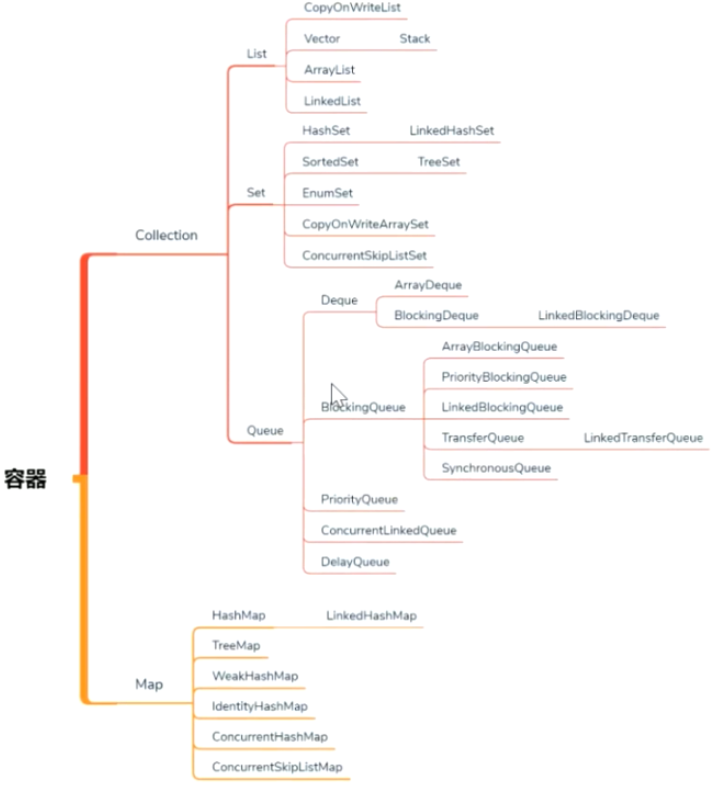 CopyOnWriteList
Vector Stack
List
ArrayList
LinkedList
HashSet LinkedHashSet
SortedSet TreeSet
Set
EnumSet
CopyOnWriteArraySet
Collection
ConcurrentSkipListSet
ArrayDeque
Deque
BlockingDeque LinkedBlockingDeque
ArrayBlockingQueue
PriorityBlockingQueue
BlockingQueue
LinkedBlockingQueue
Queue
TransferQueue LinkedTransferQueue
SynchronousQueue
容器
PriorityQueue
ConcurrentLinkedQueue
DelayQueue
HashMap LinkedHashMap
TreeMap
WeakHashMap
Map
IdentityHashMap
ConcurrentHashMap
ConcurrentSkipListMap